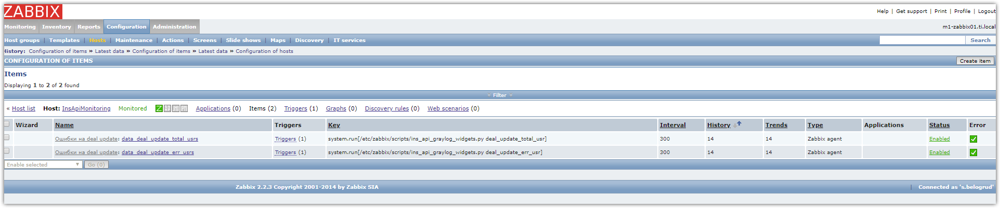 ZABBIX
Help | Get support | Print | Profile | Logout
Monitoring Inventory Reports Configuration Administration
m1-zabbix01.ti.local
Host groups | Templates | Hosts | Maintenance | Actions | Screens | Slide shows | Maps | Discovery | IT services
Search
History: Configuration of items » Latest data » Configuration of items » Latest data » Configuration of hosts
CONFIGURATION OF ITEMS
Create item
Items
Displaying 1 to 2 of 2 found
Filter
« Host list Host: InsApiMonitoring Monitored Z Applications (0) Items (2) Triggers (1) Graphs (0) Discovery rules (0) Web scenarios (0)
Wizard Name Triggers Key Interval History Trends Type Applications Status Error
Ошибки на deal update: data_deal_update_total_usrs Triggers (1) system.run[/etc/zabbix/scripts/ins_api_graylog_widgets.py deal_update_total_usr] 300 14 14 Zabbix agent Enabled
Ошибки на deal update: data_deal_update_err_usrs Triggers (1) system.run[/etc/zabbix/scripts/ins_api_graylog_widgets.py deal_update_err_usr] 300 14 14 Zabbix agent Enabled
Enable selected Go (0)
Zabbix 2.2.3 Copyright 2001-2014 by Zabbix SIA | Connected as 's.belogrud'